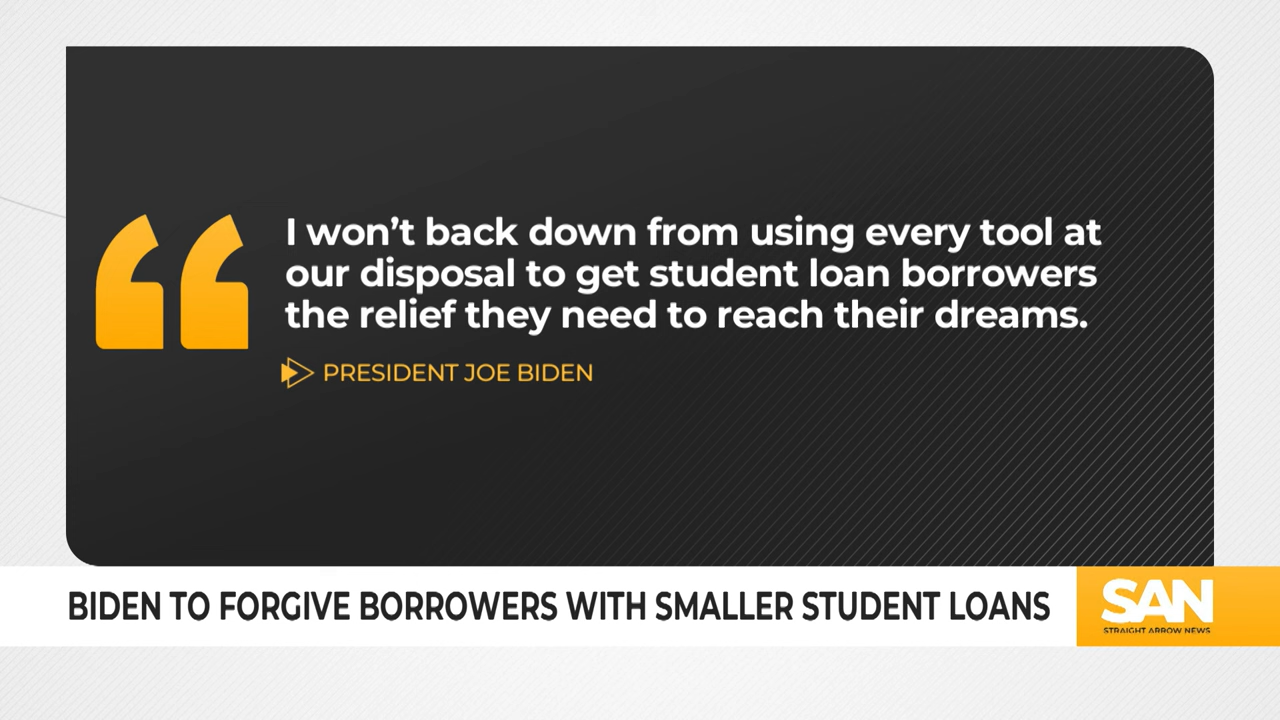 I won’t back down from using every tool at
our disposal to get student loan borrowers
the relief they need to reach their dreams.
PRESIDENT JOE BIDEN
BIDEN TO FORGIVE BORROWERS WITH SMALLER STUDENT LOANS
SAN
STRAIGHT ARROW NEWS